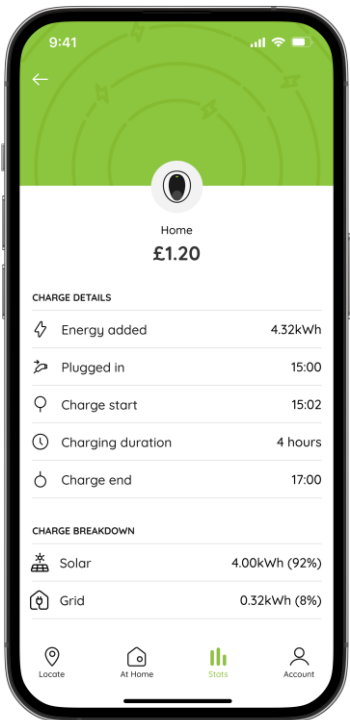 9:41
Home
£1.20
CHARGE DETAILS
Energy added 4.32kWh
Plugged in 15:00
Charge start 15:02
Charging duration 4 hours
Charge end 17:00
CHARGE BREAKDOWN
Solar 4.00kWh (92%)
Grid 0.32kWh (8%)
Locate At Home Stats Account